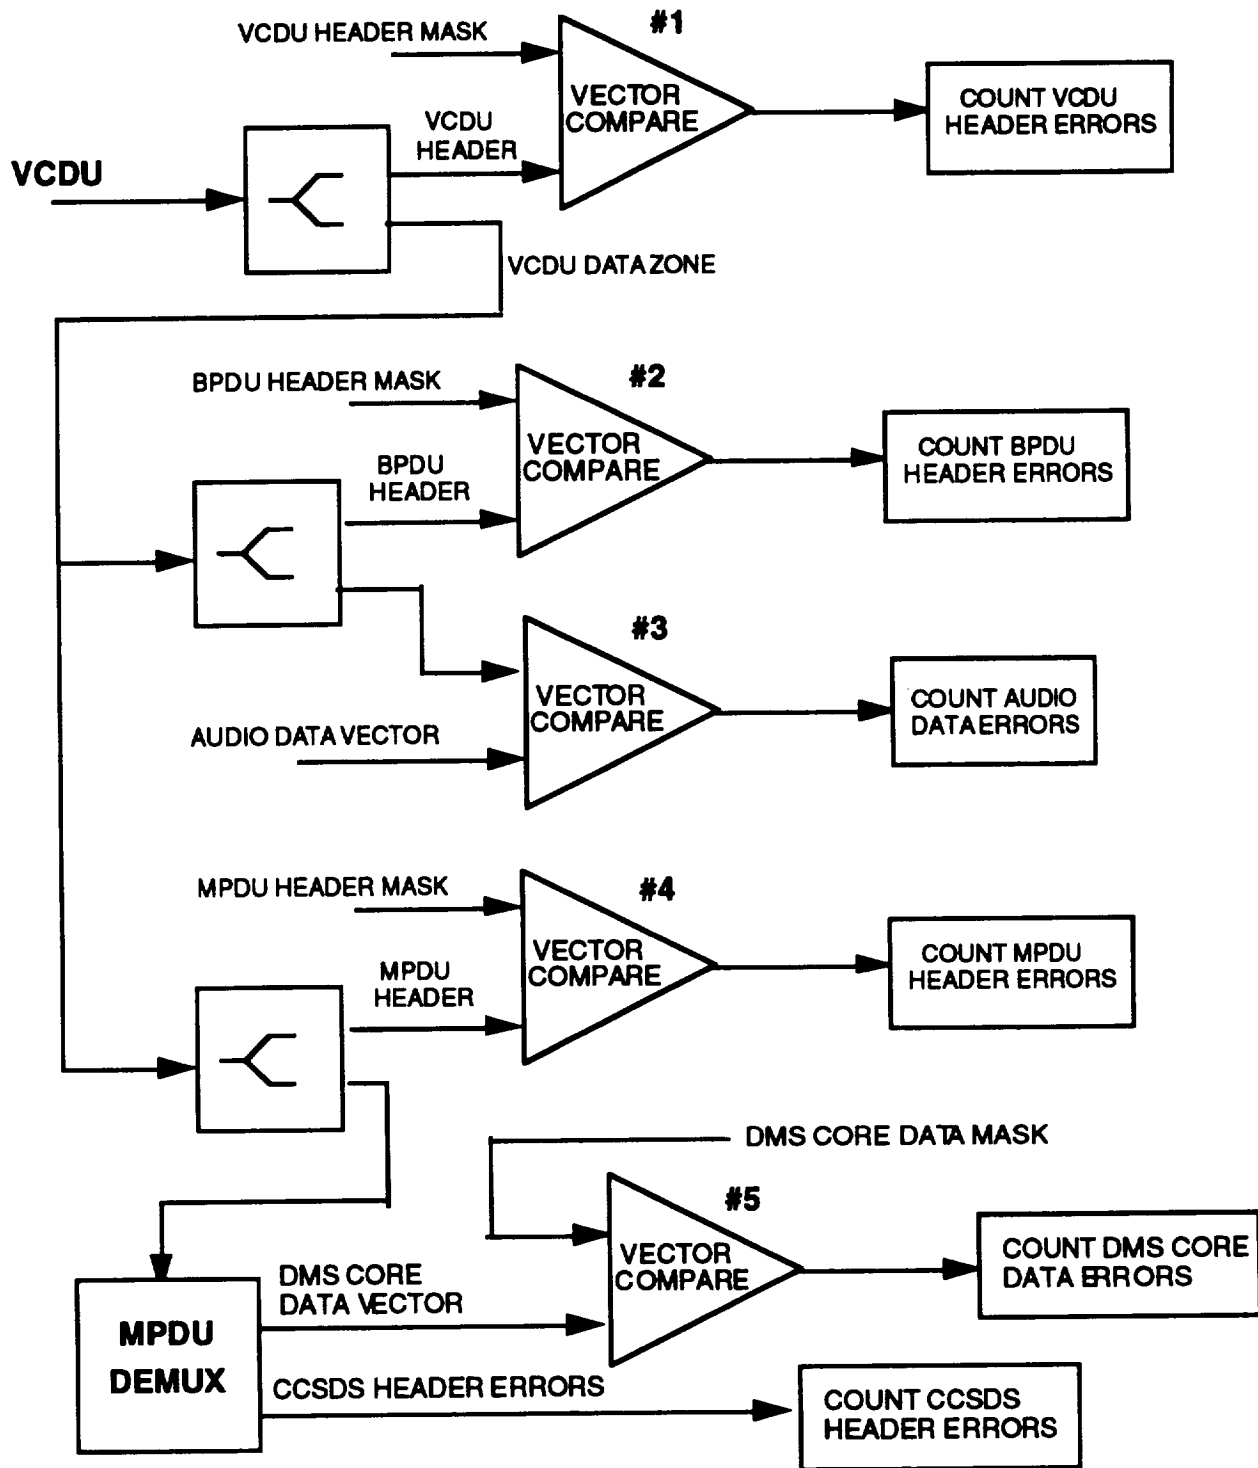 #1
VCDU HEADER MASK
VECTOR
COMPARE
COUNT VCDU
HEADER ERRORS
VCDU
HEADER
VCDU
VCDU DATA ZONE
#2
BPDU HEADER MASK
VECTOR
COMPARE
COUNT BPDU
HEADER ERRORS
BPDU
HEADER
#3
VECTOR
COMPARE
COUNT AUDIO
DATA ERRORS
AUDIO DATA VECTOR
#4
MPDU HEADER MASK
VECTOR
COMPARE
COUNT MPDU
HEADER ERRORS
MPDU
HEADER
DMS CORE DATA MASK
#5
VECTOR
COMPARE
COUNT DMS CORE
DATA ERRORS
DMS CORE
DATA VECTOR
MPDU
DEMUX
CCSDS HEADER ERRORS
COUNT CCSDS
HEADER ERRORS